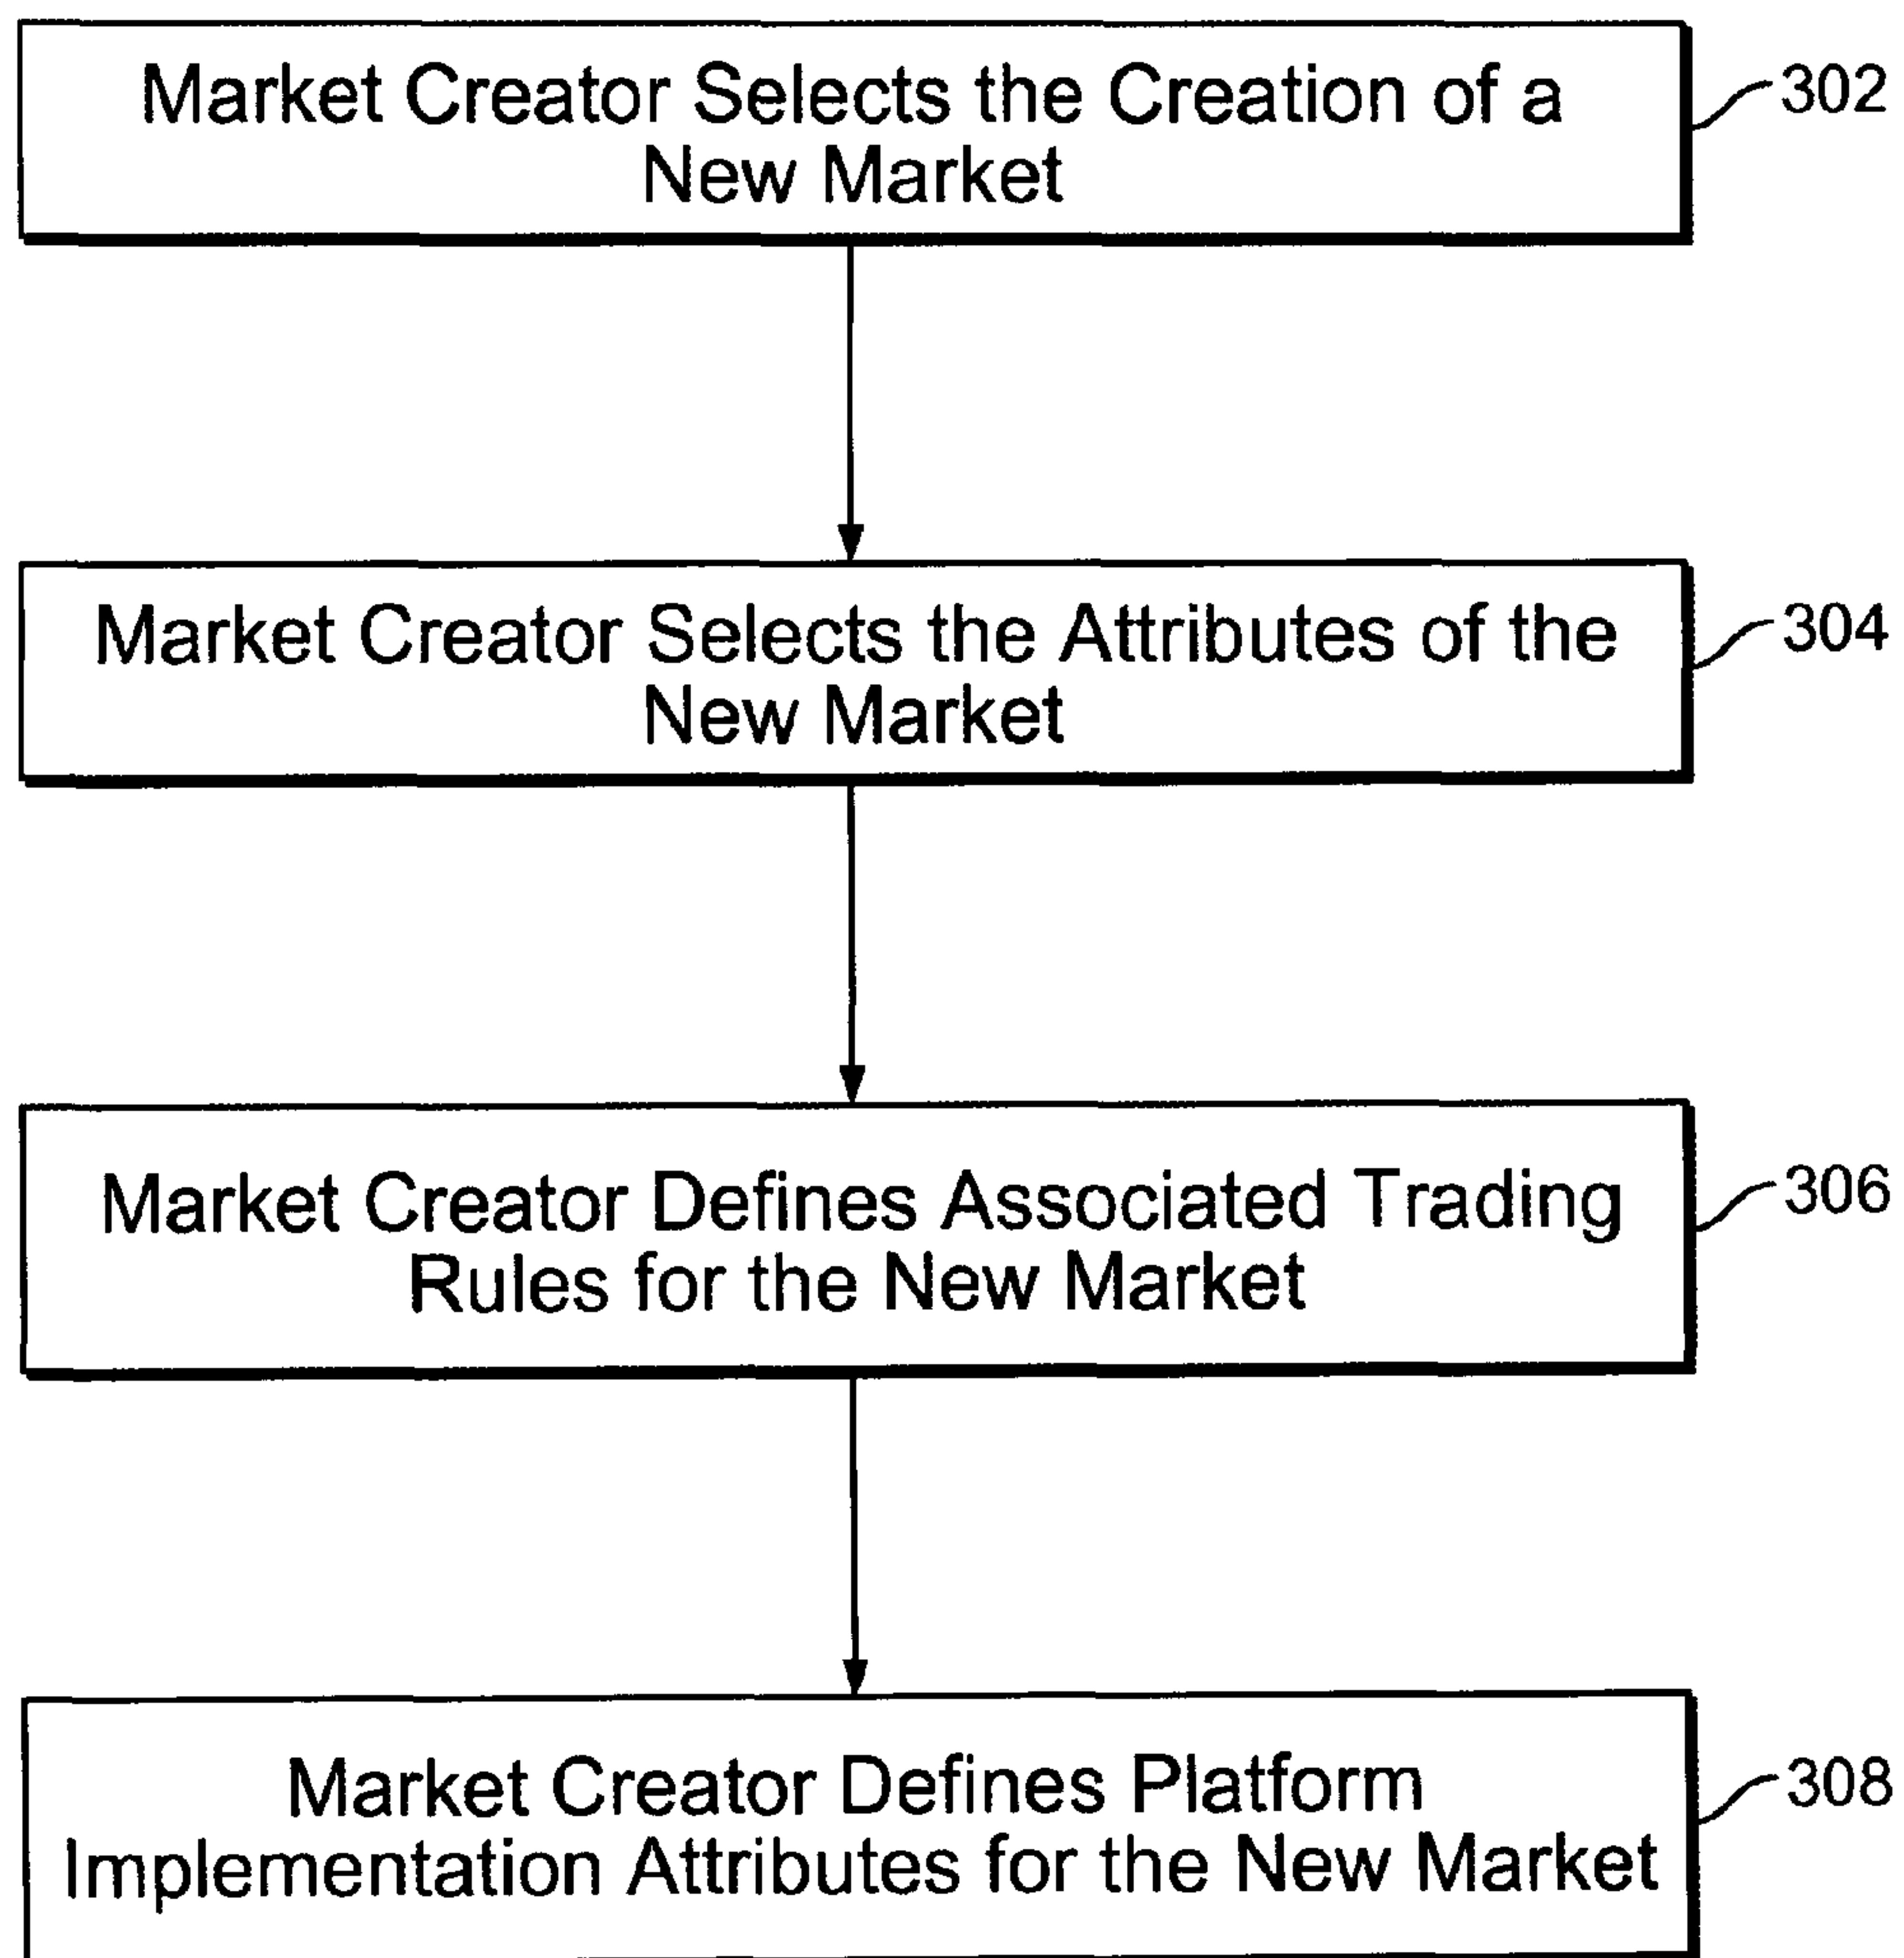 Market Creator Selects the Creation of a
New Market
302
Market Creator Selects the Attributes of the
New Market
304
Market Creator Defines Associated Trading
Rules for the New Market
306
Market Creator Defines Platform
Implementation Attributes for the New Market
308